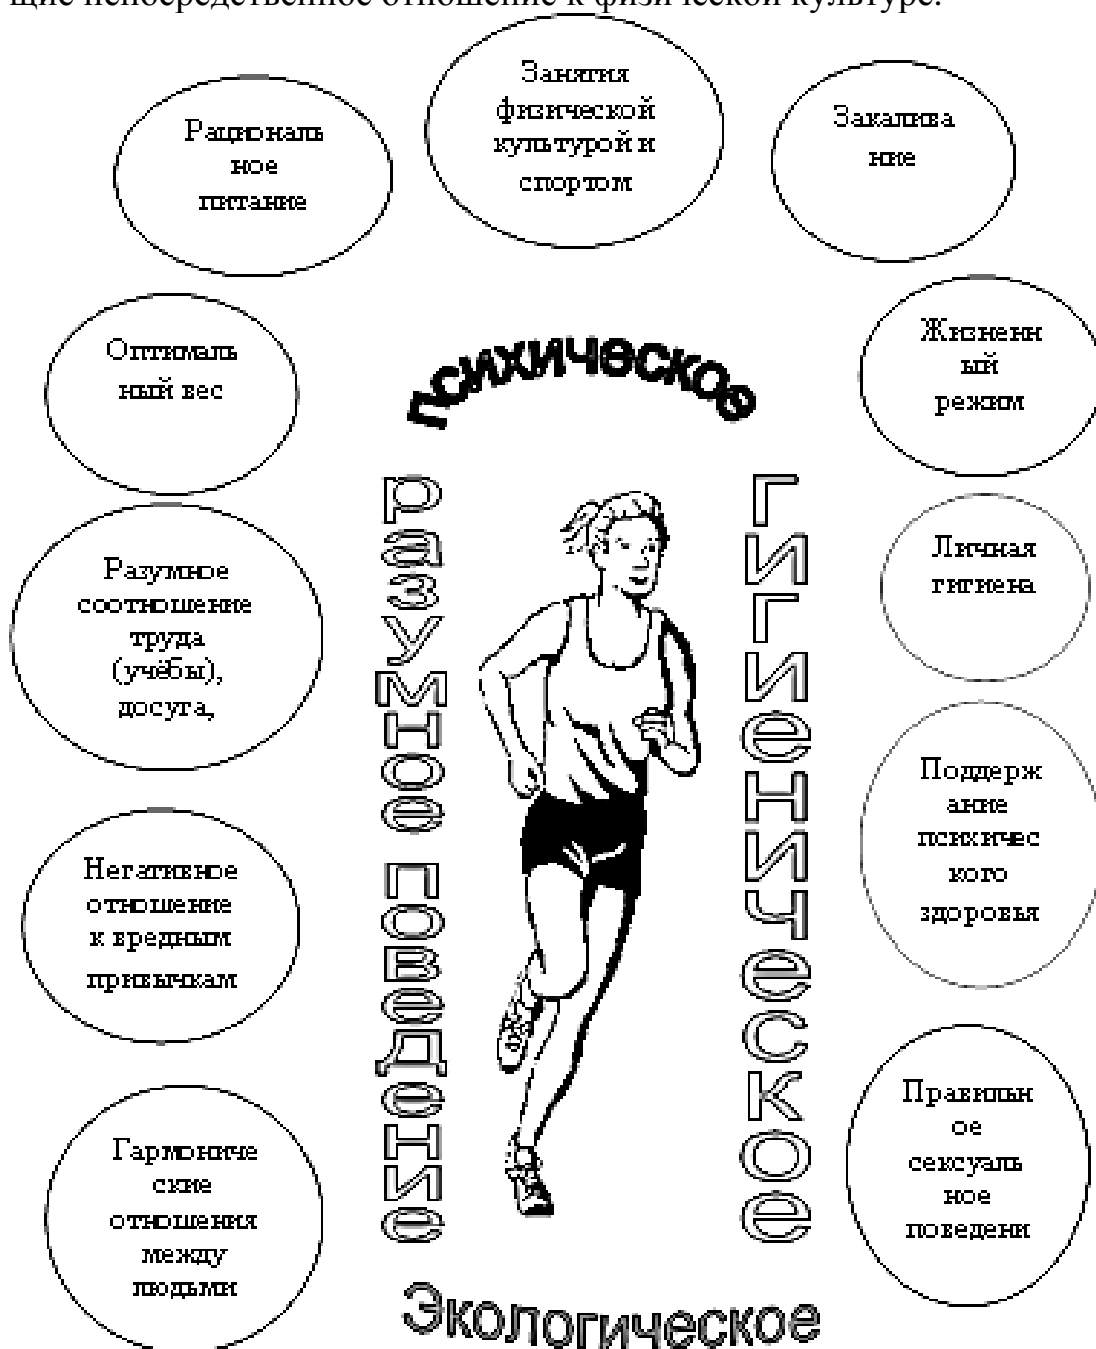 щие непосредственное отношение к физической культуре.
Занятия
физической
культурой и
спортом
Рациональ
ное
питание
Закалива
ние
Оптималь
ный вес
Жизненн
ый
режим
психическое
Разумное
соотношение
труда
(учёбы),
досуга,
разумное поведение
гигиеническое
Личная
гигиена
Поддерж
ание
психичес
кого
здоровья
Негативное
отношение
к вредным
привычкам
Правильн
ое
сексуаль
ное
поведени
Гармониче
ские
отношения
между
людьми
Экологическое